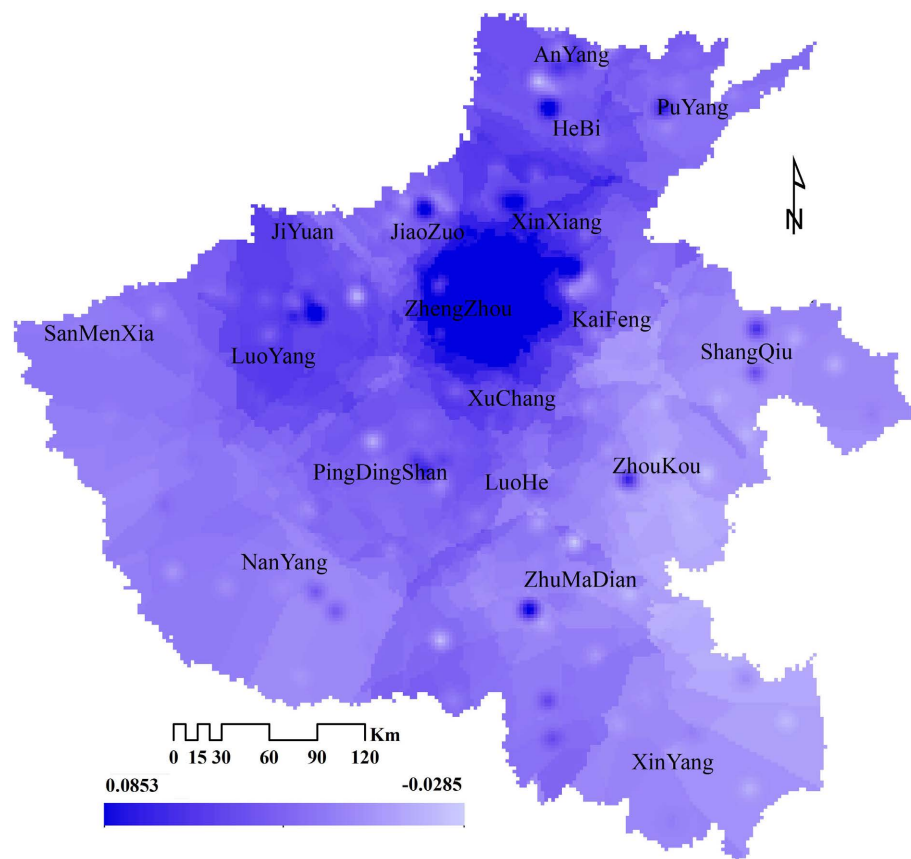 AnYang
PuYang
HeBi
N
XinXiang
JiYuan
JiaoZuo
ZhengZhou
KaiFeng
SanMenXia
ShangQiu
LuoYang
XuChang
PingDingShan
ZhouKou
LuoHe
NanYang
ZhuMaDian
Km
0 15 30 60 90 120
XinYang
0.0853 -0.0285